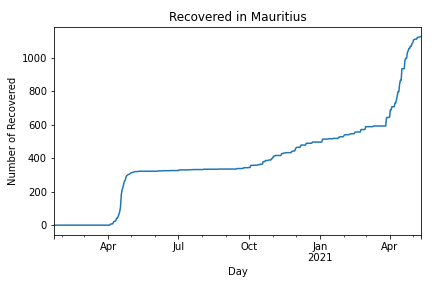 Recovered in Mauritius
Number of Recovered
1000
800
600
400
200
0
Apr
Jul
Oct
Jan
2021
Apr
Day